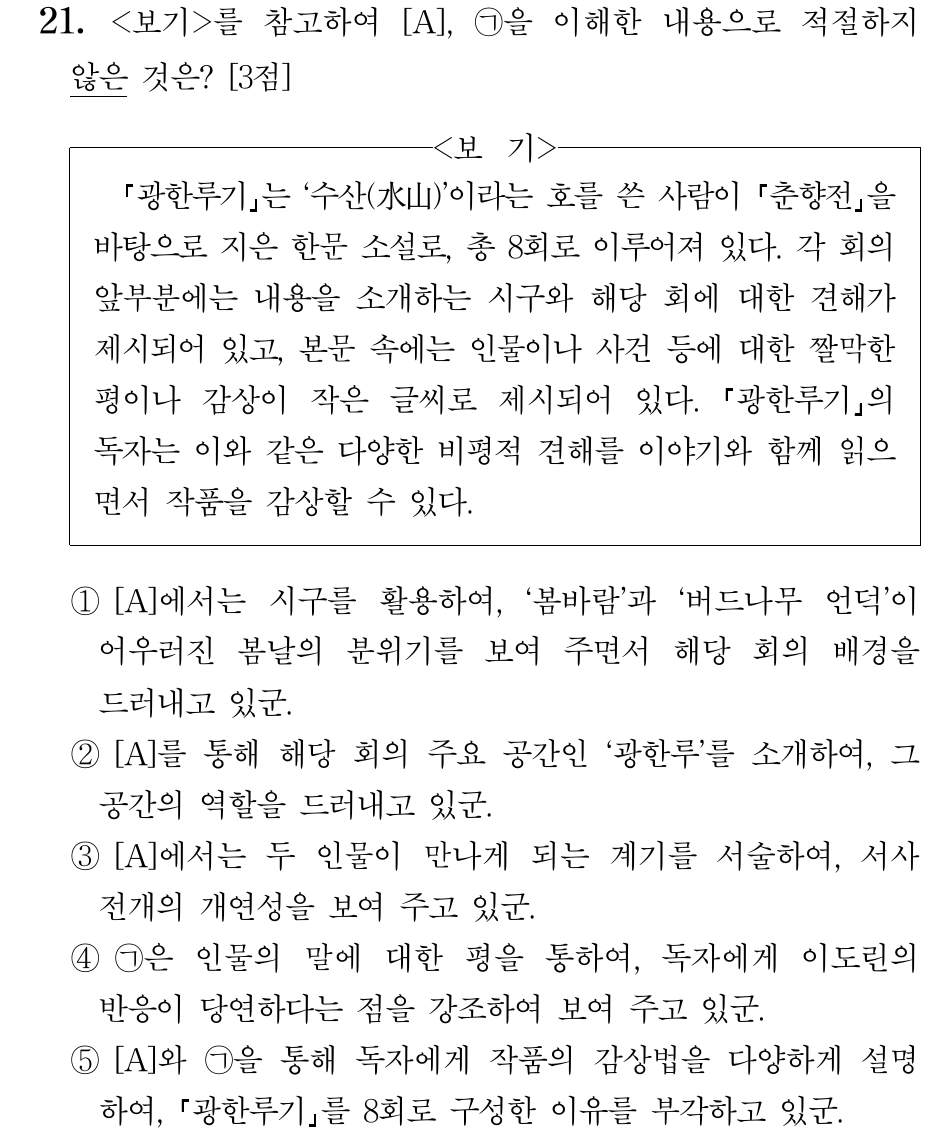 21. <보기>를 참고하여 [A], ㉠을 이해한 내용으로 적절하지
않은 것은? [3점]
<보 기>
『광한루기』는 ‘수산(水山)’이라는 호를 쓴 사람이 『춘향전』을
바탕으로 지은 한문 소설로, 총 8회로 이루어져 있다. 각 회의
앞부분에는 내용을 소개하는 시구와 해당 회에 대한 견해가
제시되어 있고, 본문 속에는 인물이나 사건 등에 대한 짤막한
평이나 감상이 작은 글씨로 제시되어 있다. 『광한루기』의
독자는 이와 같은 다양한 비평적 견해를 이야기와 함께 읽으
면서 작품을 감상할 수 있다.
① [A]에서는 시구를 활용하여, ‘봄바람’과 ‘버드나무 언덕’이
어우러진 봄날의 분위기를 보여 주면서 해당 회의 배경을
드러내고 있군.
② [A]를 통해 해당 회의 주요 공간인 ‘광한루’를 소개하여, 그
공간의 역할을 드러내고 있군.
③ [A]에서는 두 인물이 만나게 되는 계기를 서술하여, 서사
전개의 개연성을 보여 주고 있군.
④ ㉠은 인물의 말에 대한 평을 통하여, 독자에게 이도린의
반응이 당연하다는 점을 강조하여 보여 주고 있군.
⑤ [A]와 ㉠을 통해 독자에게 작품의 감상법을 다양하게 설명
하여, 『광한루기』를 8회로 구성한 이유를 부각하고 있군.